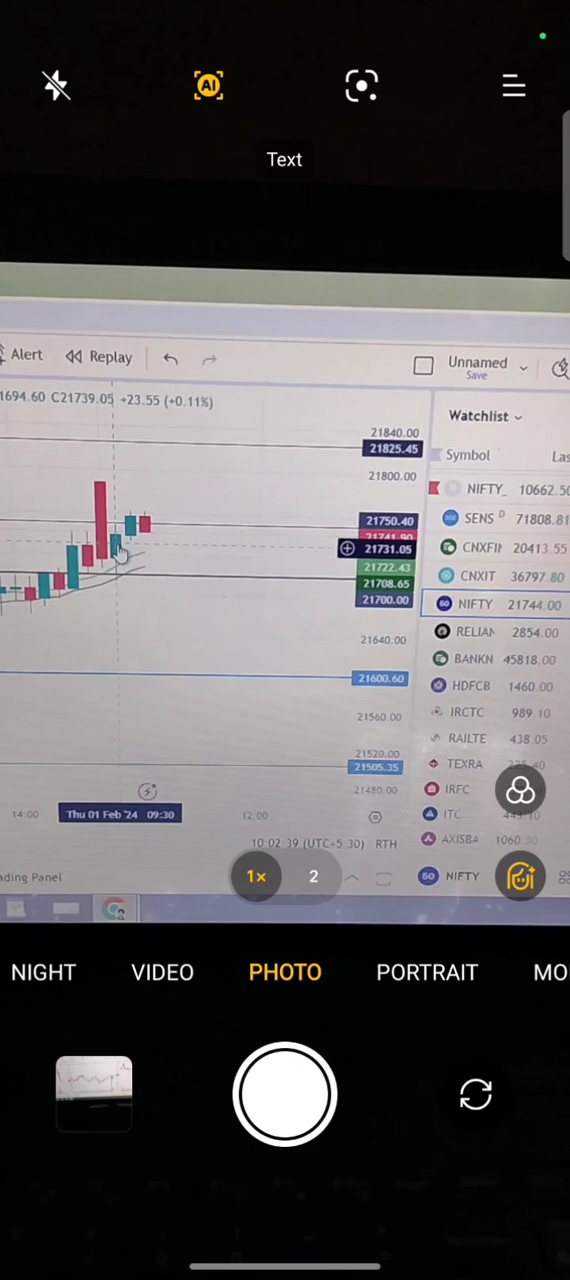 Text
Alert
Replay
Unnamed
Save
1694.60 C21739.05 +23.55 (+0.11%)
Watchlist
21840.00
21825.45
Symbol
Las
21800.00
NIFTY_ 10662.50
21750.40
SENS D 71808.81
21741.90
21731.05
CNXFIN 20413.55
21722.43
CNXIT 36797.80
21708.65
21700.00
NIFTY 21744.00
21640.00
RELIAN 2854.00
BANKN 45818.00
21600.60
HDFCB 1460.00
21560.00
IRCTC 989.10
RAILTE 438.05
21520.00
21505.35
TEXRA
21480.00
IRFC
14:00
Thu 01 Feb '24 09:30
12:00
ITC
10:02:39 (UTC+5:30) RTH
AXISBA 1060.30
ading Panel
1×
2
NIFTY
NIGHT
VIDEO
PHOTO
PORTRAIT
MO